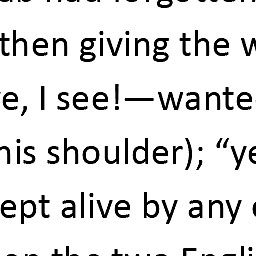 then giving the w
e, I see!—wante
his shoulder); “ye
ept alive by any